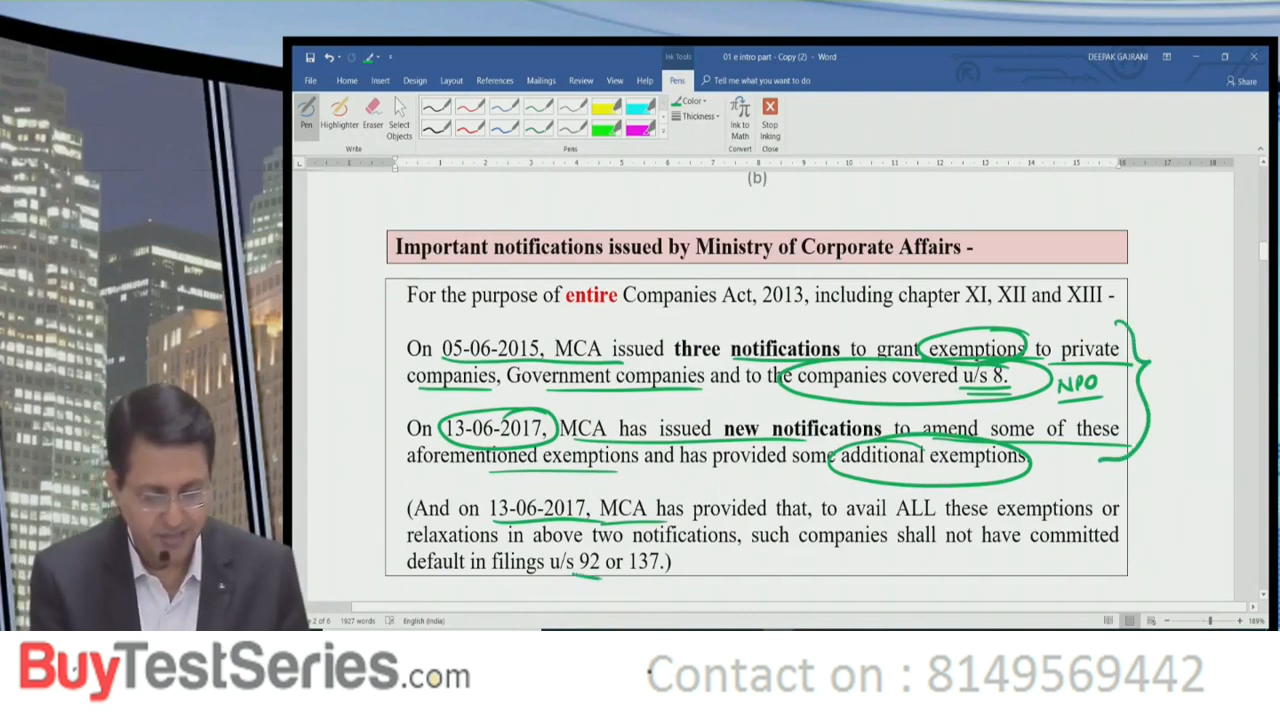 Ink Tools
01 e intro part - Copy (2) - Word
DEEPAK GAJRANI
File Home Insert Design Layout References Mailings Review View Help Pens Tell me what you want to do
Share
Pen Highlighter Eraser Select Objects
Color
Thickness
Ink to Math
Stop Inking
Write Pens Convert Close
(b)
Important notifications issued by Ministry of Corporate Affairs -
For the purpose of entire Companies Act, 2013, including chapter XI, XII and XIII -
On 05-06-2015, MCA issued three notifications to grant exemptions to private
companies, Government companies and to the companies covered u/s 8.
NPO
On 13-06-2017, MCA has issued new notifications to amend some of these
aforementioned exemptions and has provided some additional exemptions.
(And on 13-06-2017, MCA has provided that, to avail ALL these exemptions or
relaxations in above two notifications, such companies shall not have committed
default in filings u/s 92 or 137.)
2 of 6 1927 words English (India)
189%
BuyTestSeries.com
Contact on : 8149569442